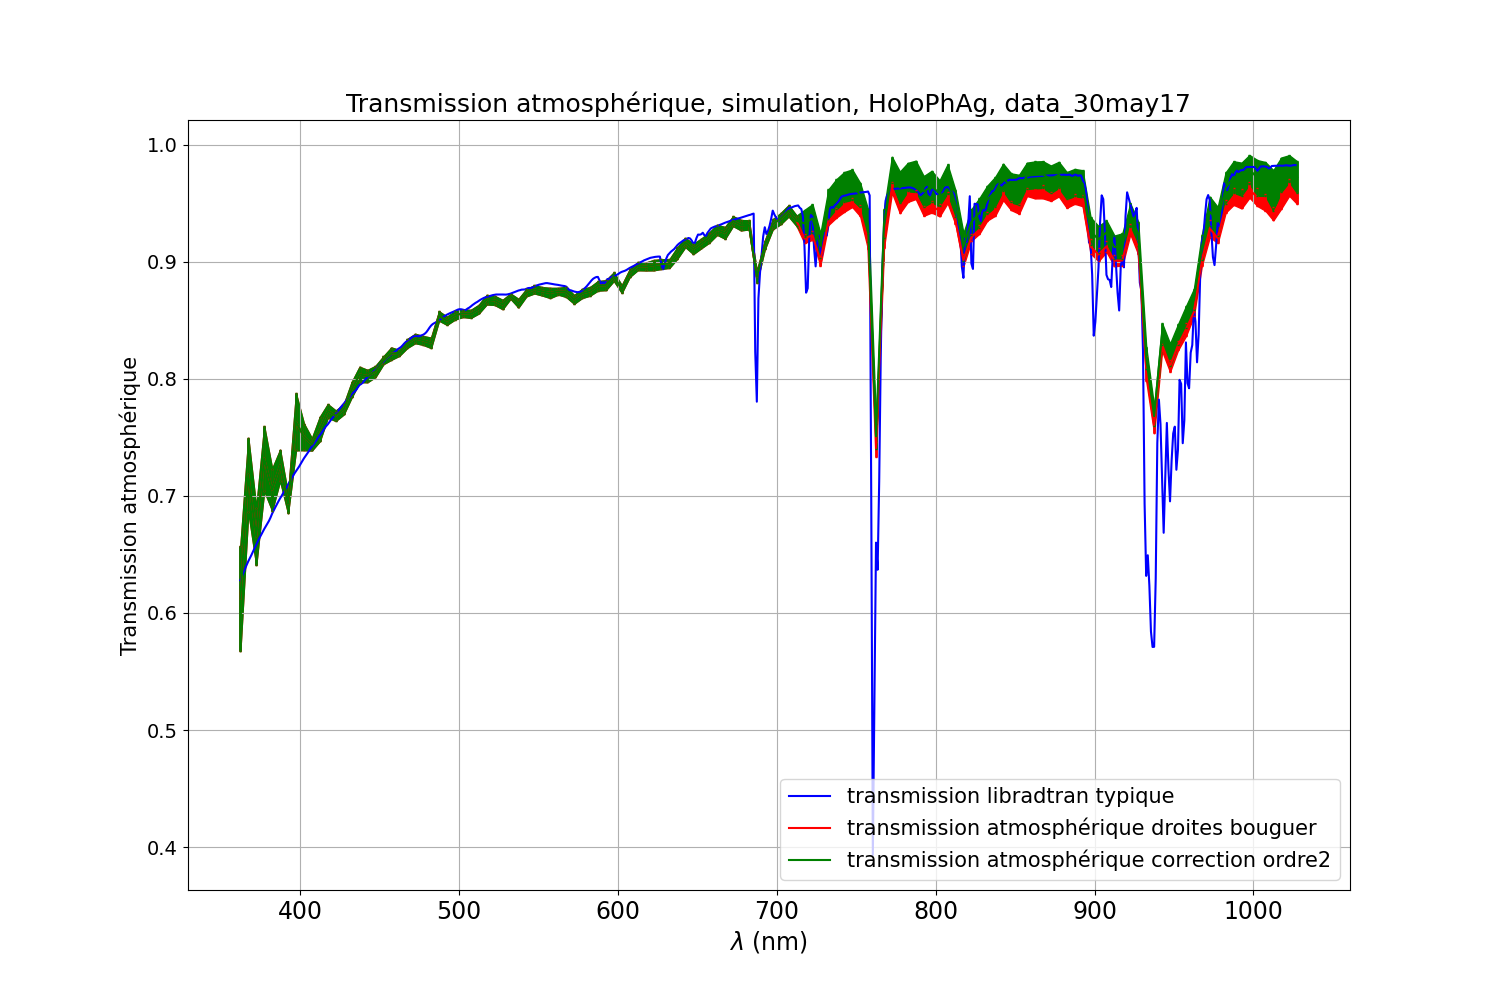 Transmission atmosphérique, simulation, HoloPhAg, data_30may17
Transmission atmosphérique
1.0
0.9
0.8
0.7
0.6
0.5
0.4
transmission libradtran typique
transmission atmosphérique droites bouguer
transmission atmosphérique correction ordre2
400 500 600 700 800 900 1000
λ (nm)